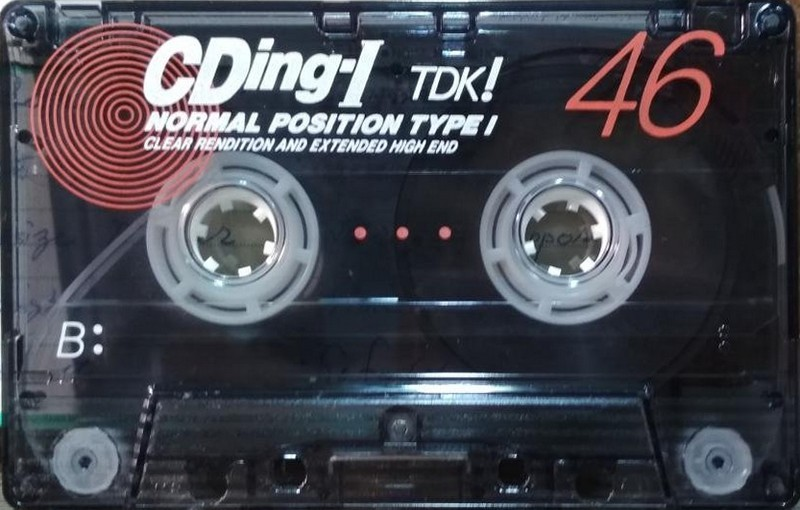 CDing-I TDK! 46
NORMAL POSITION TYPE I
CLEAR RENDITION AND EXTENDED HIGH END
B: